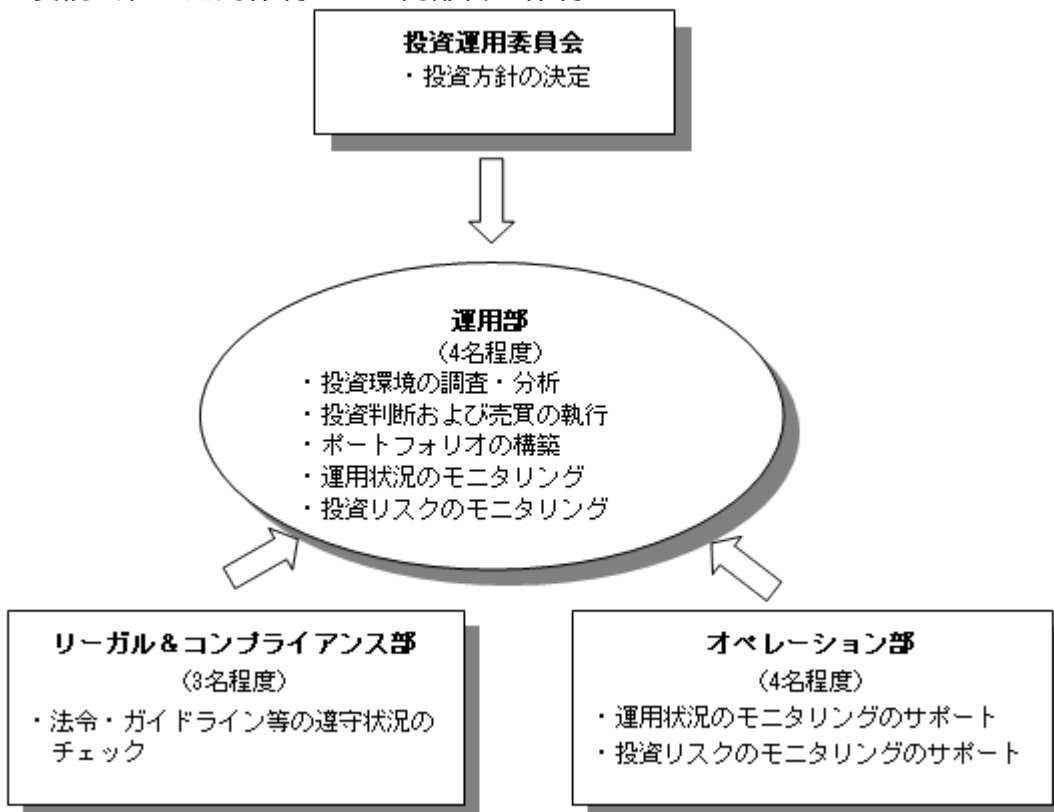 投資運用委員会
・投資方針の決定
運用部
(4名程度)
・投資環境の調査・分析
・投資判断および売買の執行
・ポートフォリオの構築
・運用状況のモニタリング
・投資リスクのモニタリング
リーガル＆コンプライアンス部
(3名程度)
・法令・ガイドライン等の遵守状況の
チェック
オペレーション部
(4名程度)
・運用状況のモニタリングのサポート
・投資リスクのモニタリングのサポート